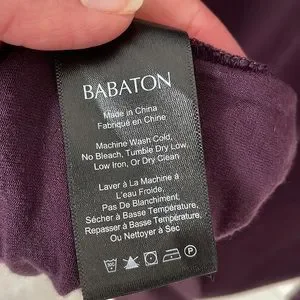 BABATON
Made in China
Fabriqué en Chine
Machine Wash Cold,
No Bleach, Tumble Dry Low,
Low Iron, Or Dry Clean
Laver À La Machine à
L'eau Froide,
Pas De Blanchiment,
Sécher à Basse Température,
Repasser à Basse Température,
Ou Nettoyer à Sec